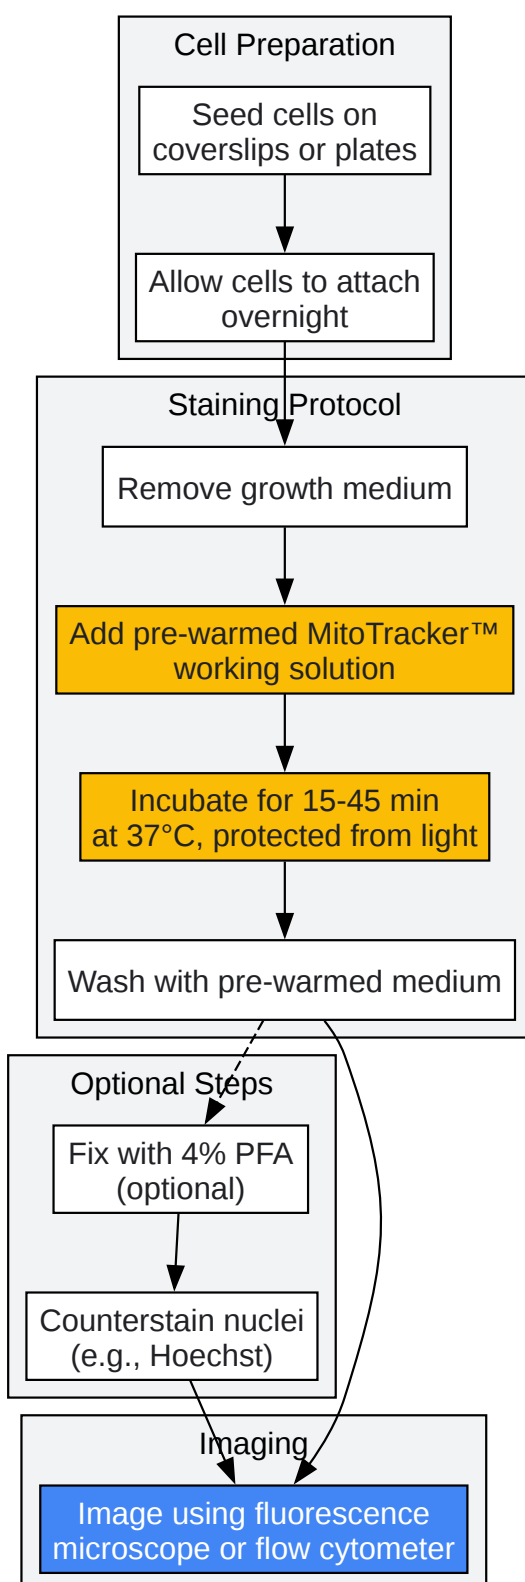 Cell Preparation
Seed cells on
coverslips or plates
Allow cells to attach
overnight
Staining Protocol
Remove growth medium
Add pre-warmed MitoTracker™
working solution
Incubate for 15-45 min
at 37°C, protected from light
Wash with pre-warmed medium
Optional Steps
Fix with 4% PFA
(optional)
Counterstain nuclei
(e.g., Hoechst)
Imaging
Image using fluorescence
microscope or flow cytometer